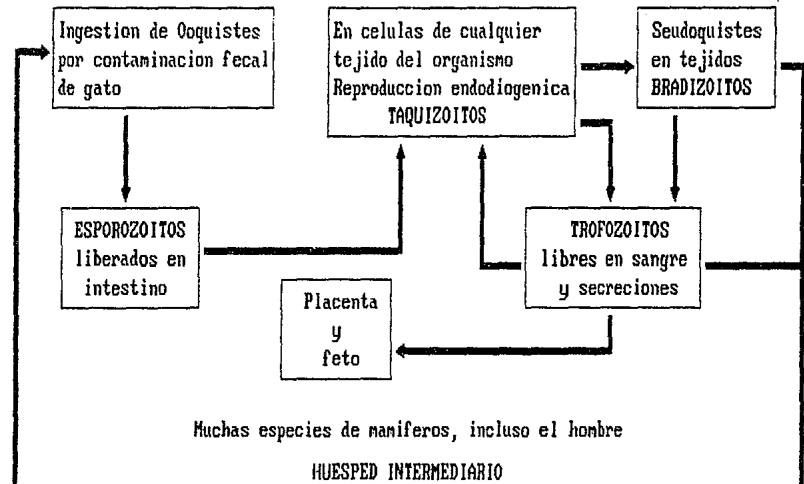 Ingestion de Ooquistes
por contaminacion fecal
de gato
En celulas de cualquier
tejido del organismo
Reproduccion endodiogenica
TAQUIZOITOS
Seudoquistes
en tejidos
BRADIZOITOS
ESPOROZOITOS
liberados en
intestino
TROFOZOITOS
libres en sangre
y secreciones
Placenta
y
feto
Muchas especies de mamiferos, incluso el hombre
HUESPED INTERMEDIARIO